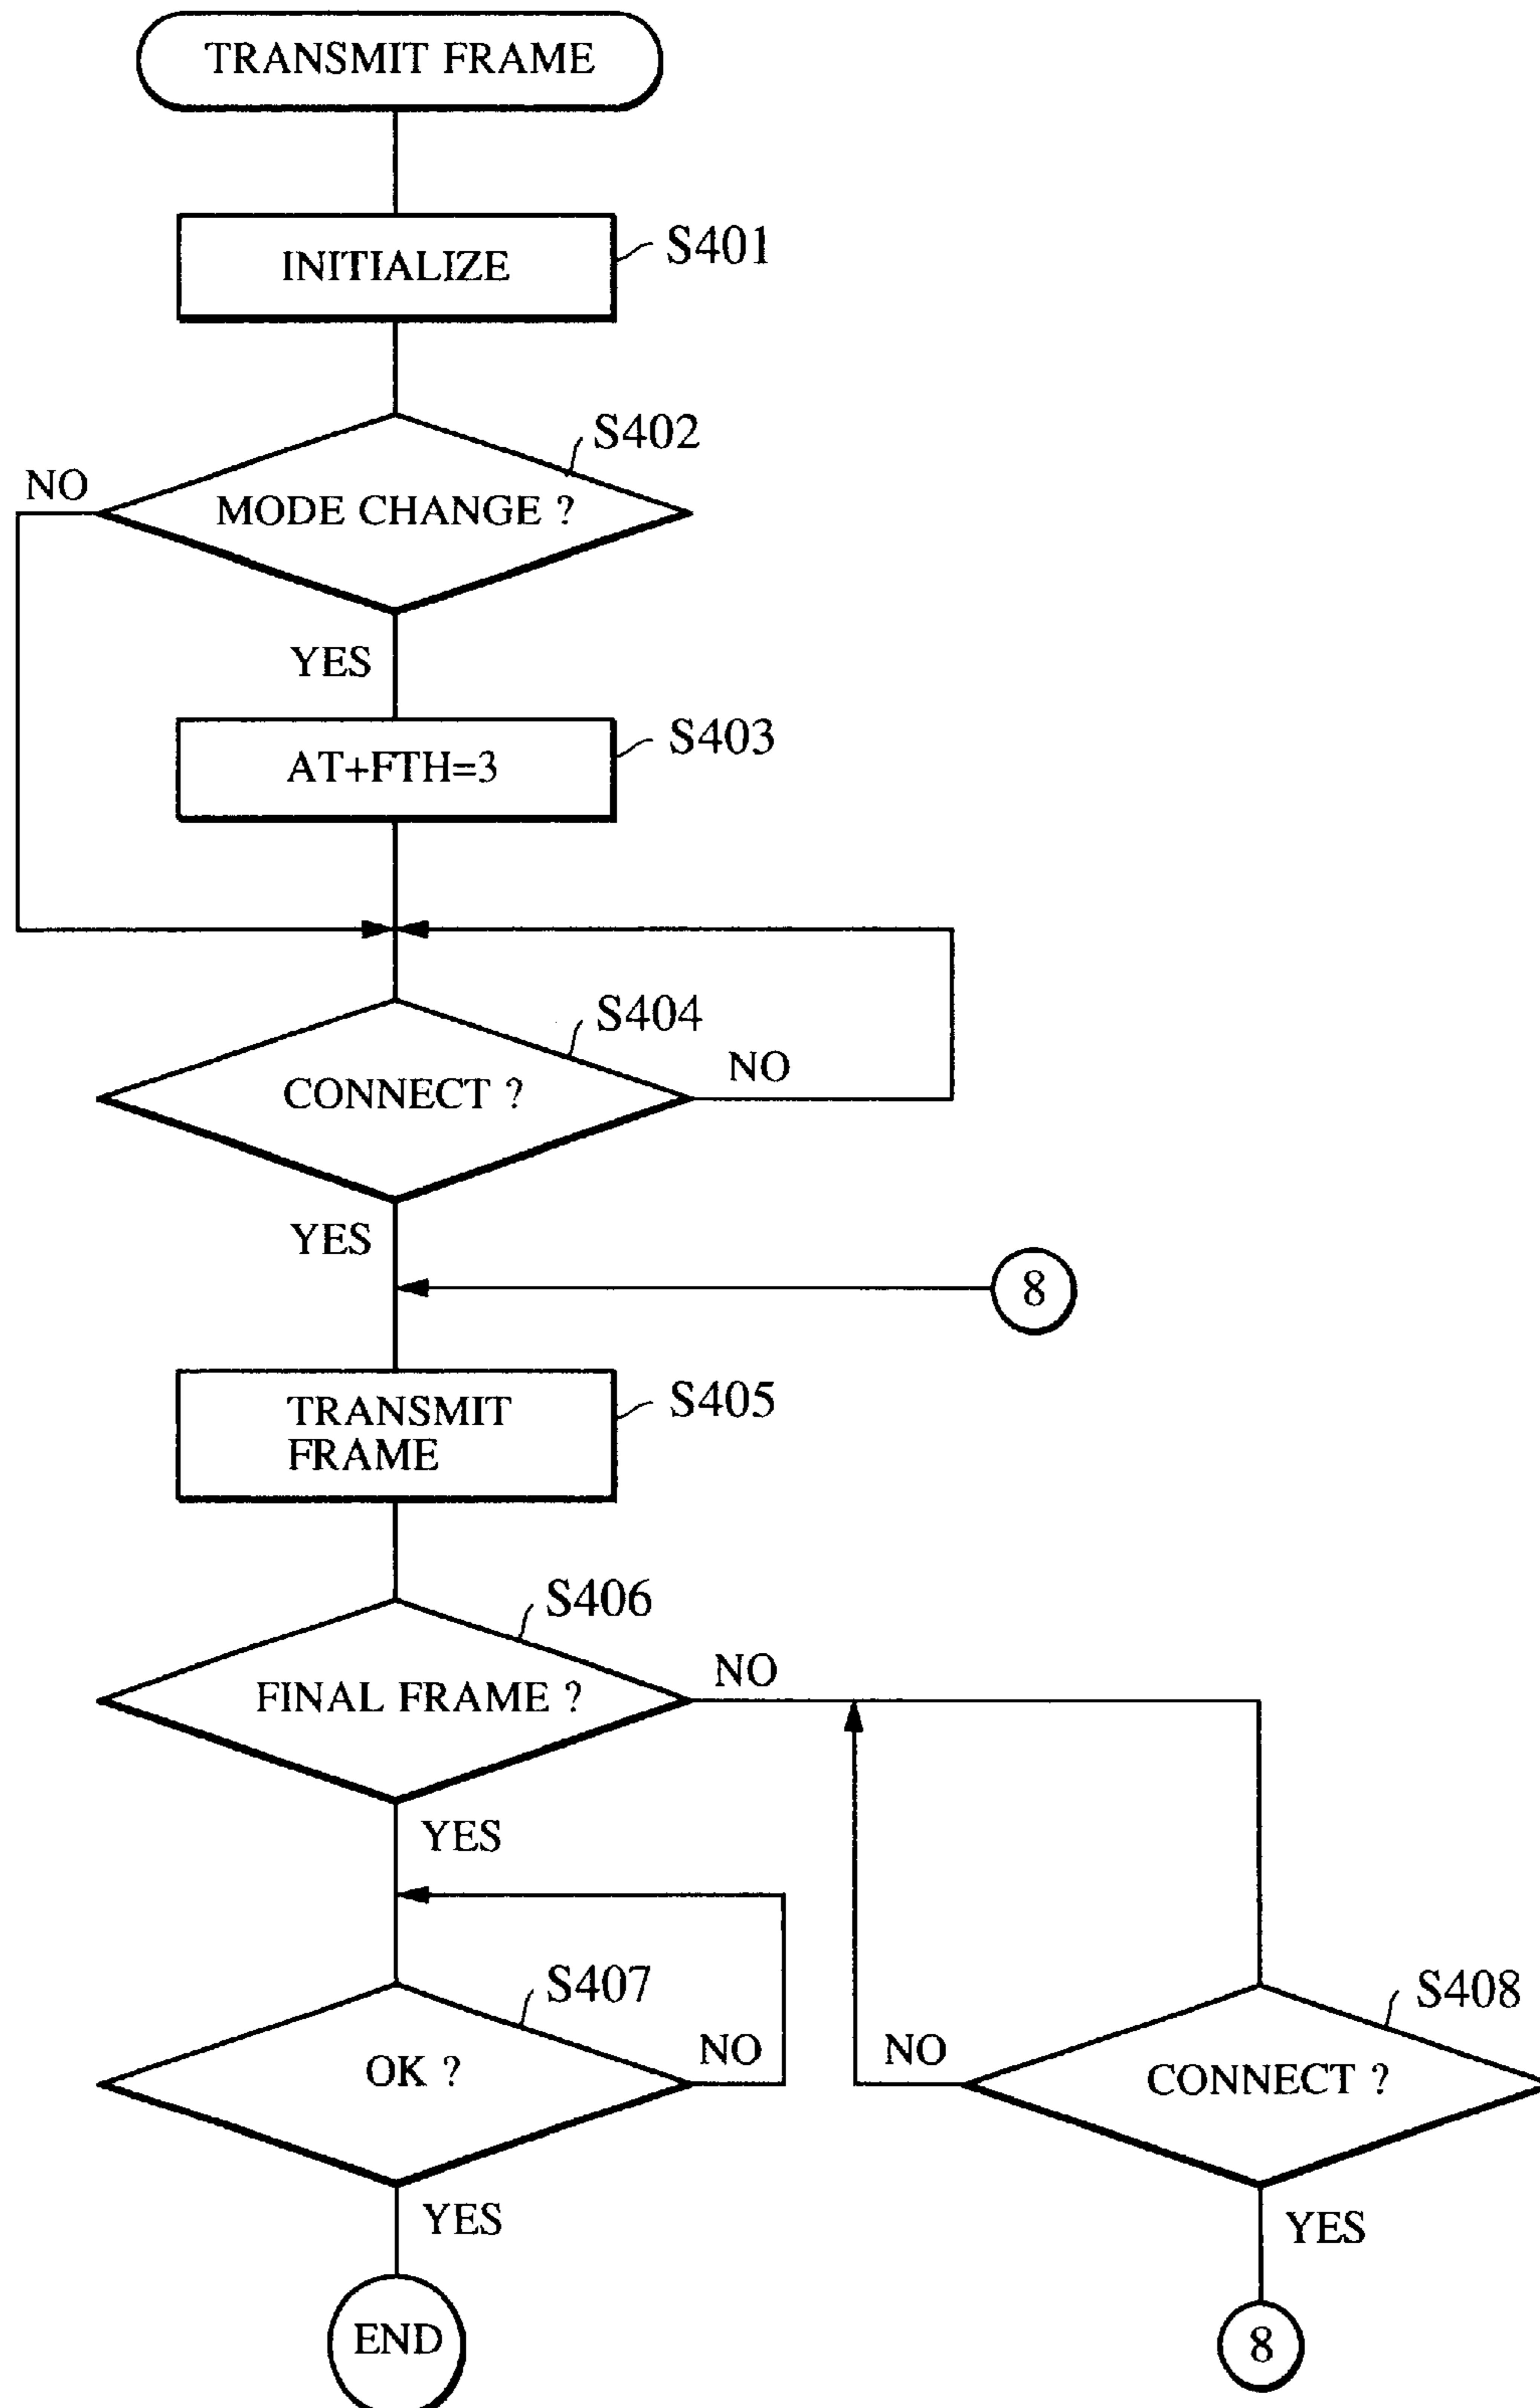 TRANSMIT FRAME
INITIALIZE
S401
S402
NO
MODE CHANGE ?
YES
AT+FTH=3
S403
S404
CONNECT ?
NO
YES
8
TRANSMIT
FRAME
S405
S406
FINAL FRAME ?
NO
YES
S407
OK ?
NO
YES
END
S408
NO
CONNECT ?
YES
8